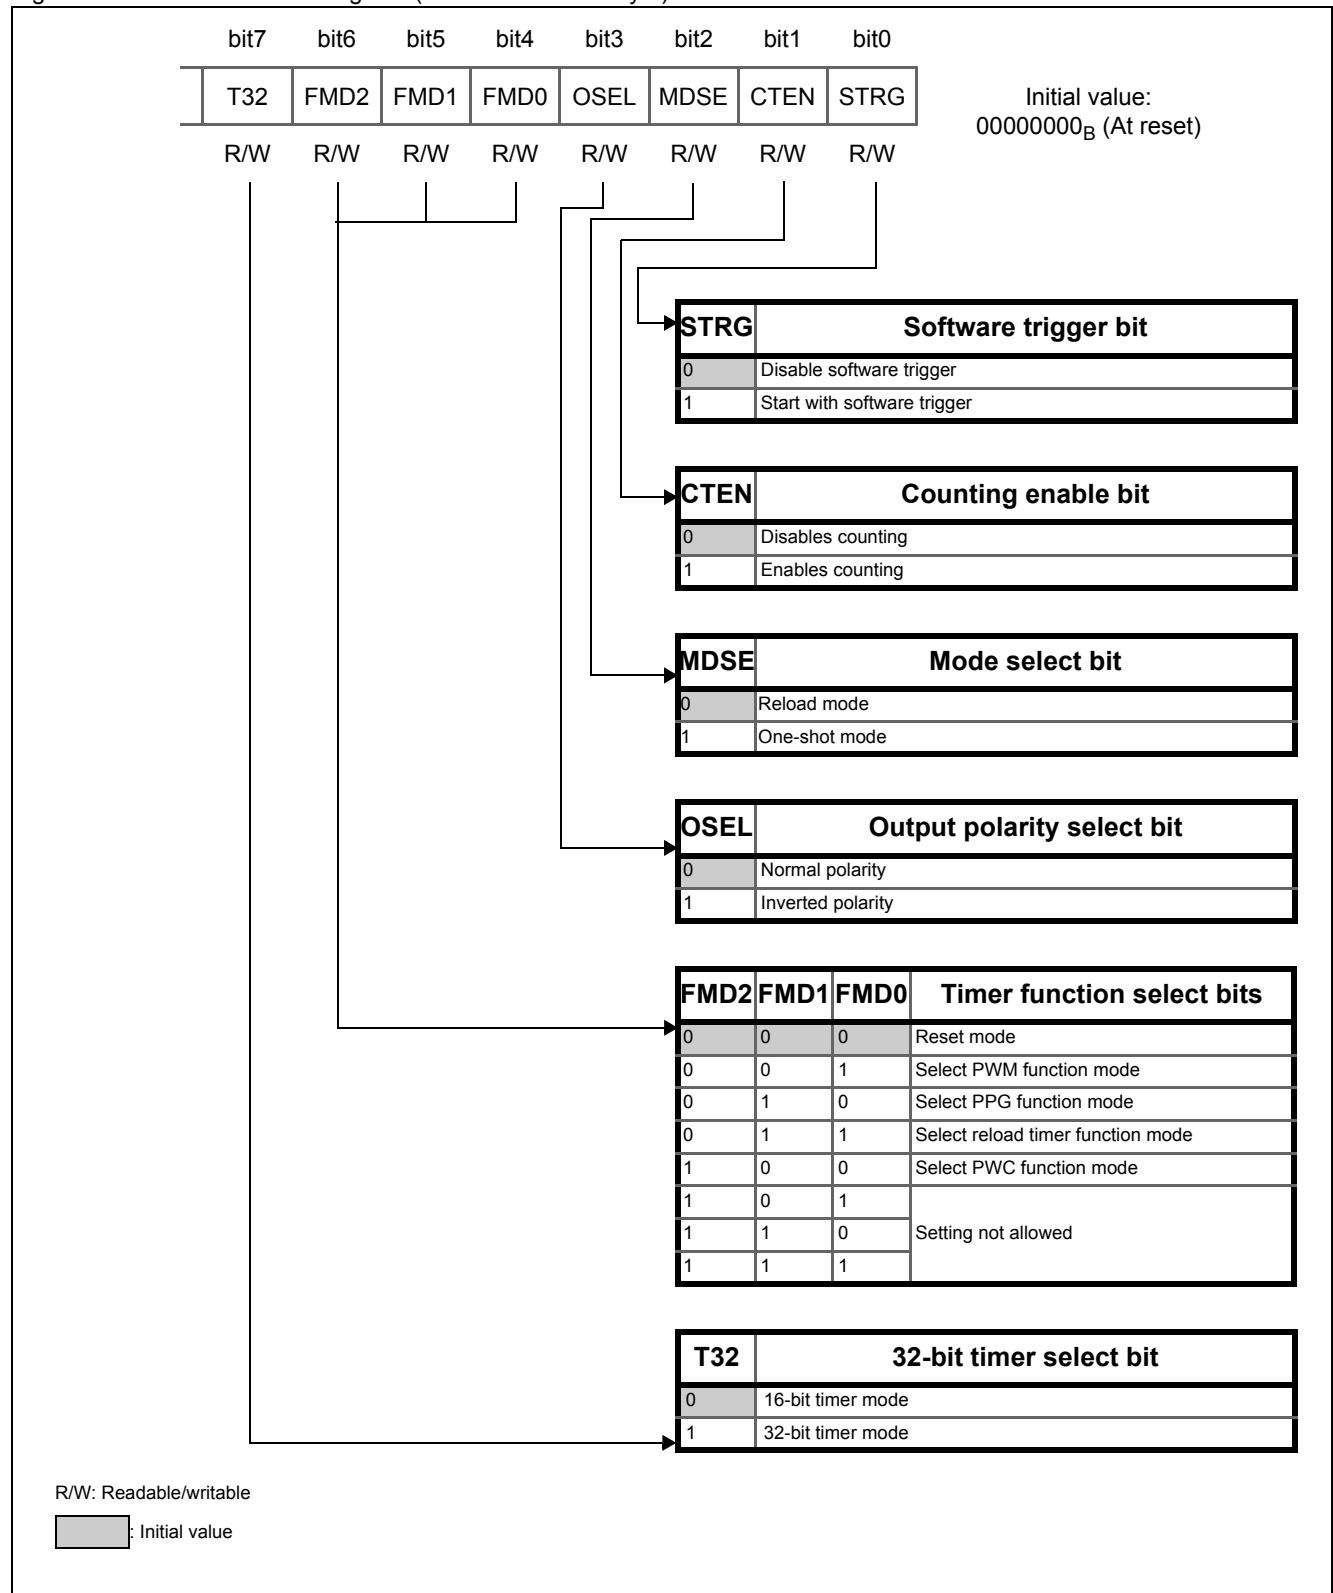 bit7 bit6 bit5 bit4 bit3 bit2 bit1 bit0
T32 FMD2 FMD1 FMD0 OSEL MDSE CTEN STRG
Initial value:
00000000B (At reset)
R/W R/W R/W R/W R/W R/W R/W R/W
STRG Software trigger bit
0 Disable software trigger
1 Start with software trigger
CTEN Counting enable bit
0 Disables counting
1 Enables counting
MDSE Mode select bit
0 Reload mode
1 One-shot mode
OSEL Output polarity select bit
0 Normal polarity
1 Inverted polarity
FMD2 FMD1 FMD0 Timer function select bits
0 0 0 Reset mode
0 0 1 Select PWM function mode
0 1 0 Select PPG function mode
0 1 1 Select reload timer function mode
1 0 0 Select PWC function mode
1 0 1
1 1 0 Setting not allowed
1 1 1
T32 32-bit timer select bit
0 16-bit timer mode
1 32-bit timer mode
R/W: Readable/writable
: Initial value